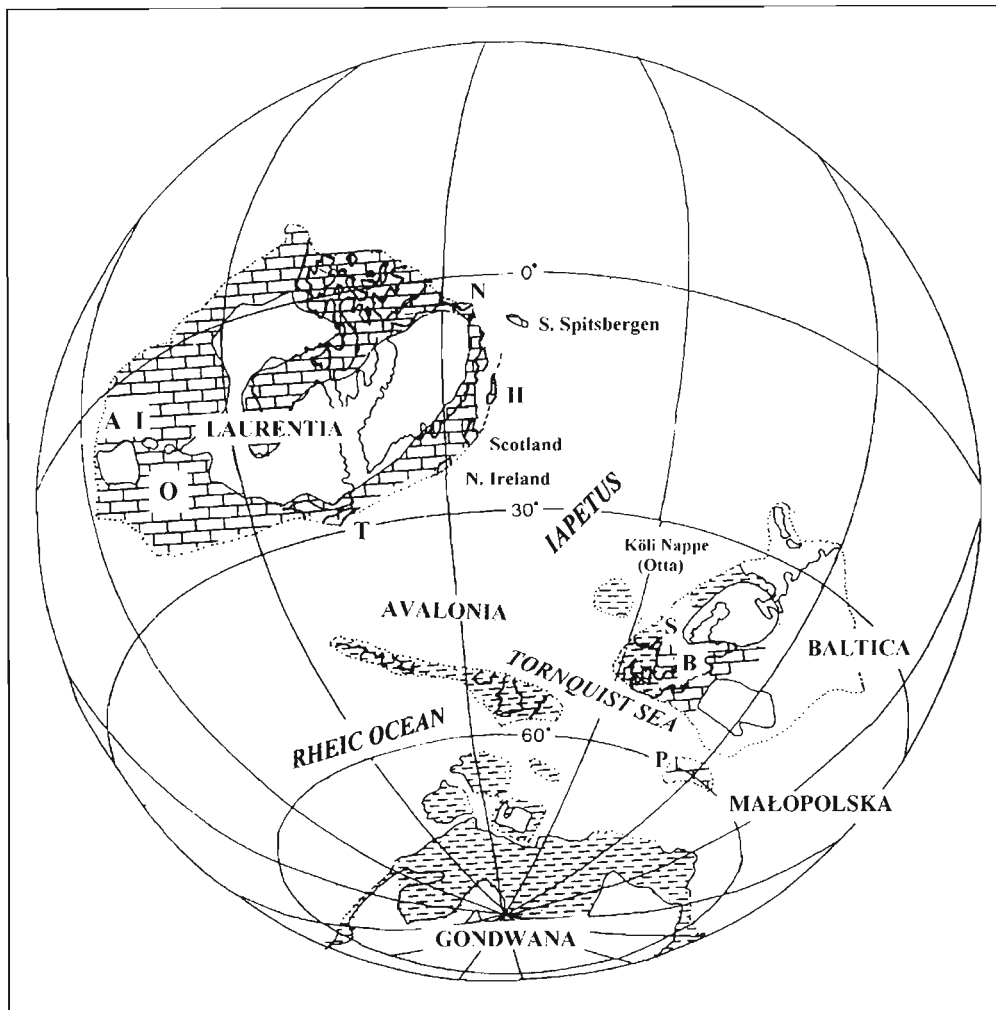 0°
N
S. Spitsbergen
H
A I
LAURENTIA
Scotland
O
N. Ireland
T
30°
IAPETUS
Köli Nappe
(Otta)
AVALONIA
S
B
BALTICA
TORNQUIST SEA
RHEIC OCEAN
60°
P
MAŁOPOLSKA
GONDWANA